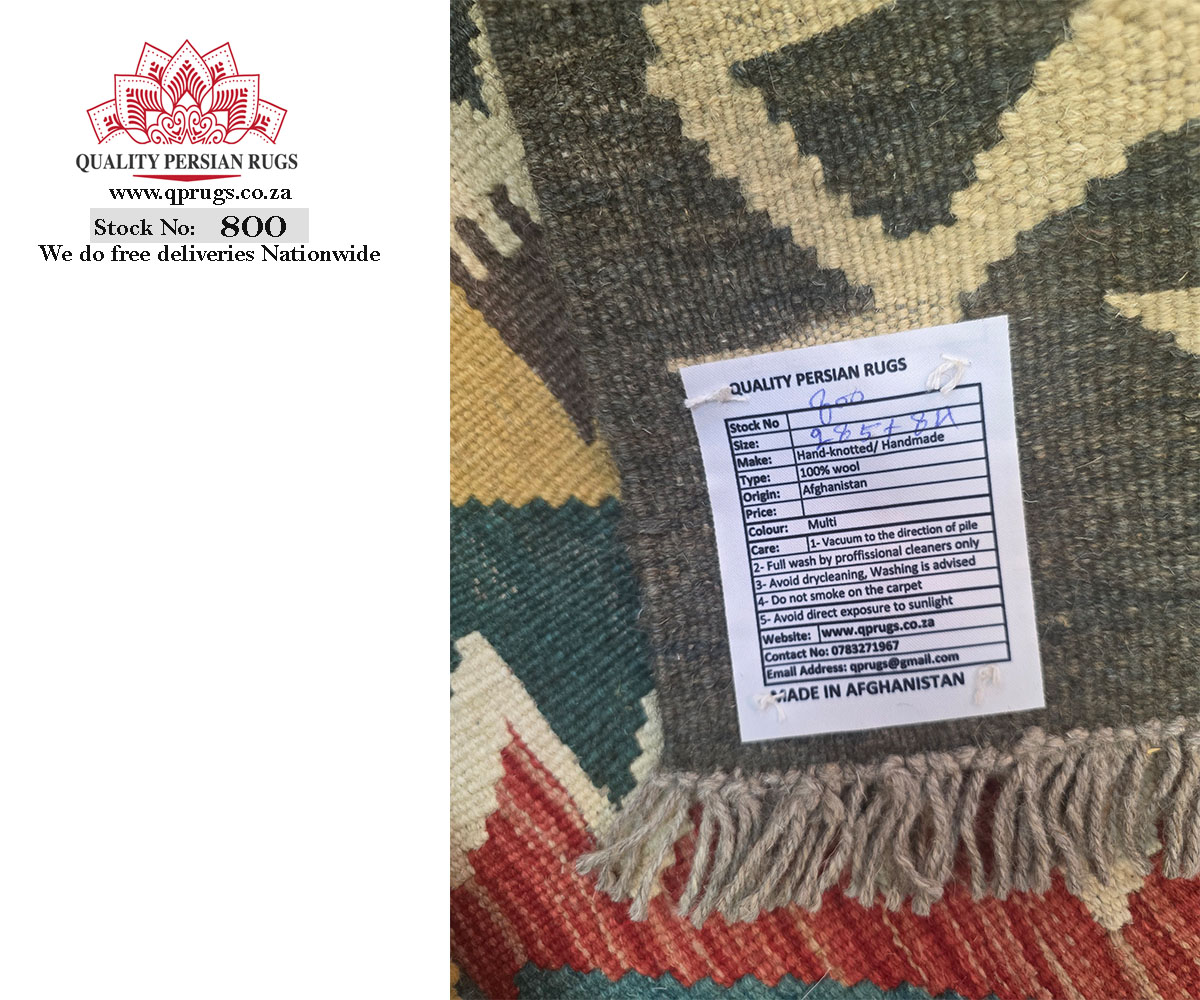 QUALITY PERSIAN RUGS
www.qprugs.co.za
Stock No: 800
We do free deliveries Nationwide
QUALITY PERSIAN RUGS
Stock No 800
Size:
Make: Hand-knotted/ Handmade
Type: 100% wool
Origin: Afghanistan
Price:
Colour: Multi
Care: 1- Vacuum to the direction of pile
2- Full wash by proffissional cleaners only
3- Avoid drycleaning, Washing is advised
4- Do not smoke on the carpet
5- Avoid direct exposure to sunlight
Website: www.qprugs.co.za
Contact No: 0783271967
Email Address: qprugs@gmail.com
MADE IN AFGHANISTAN